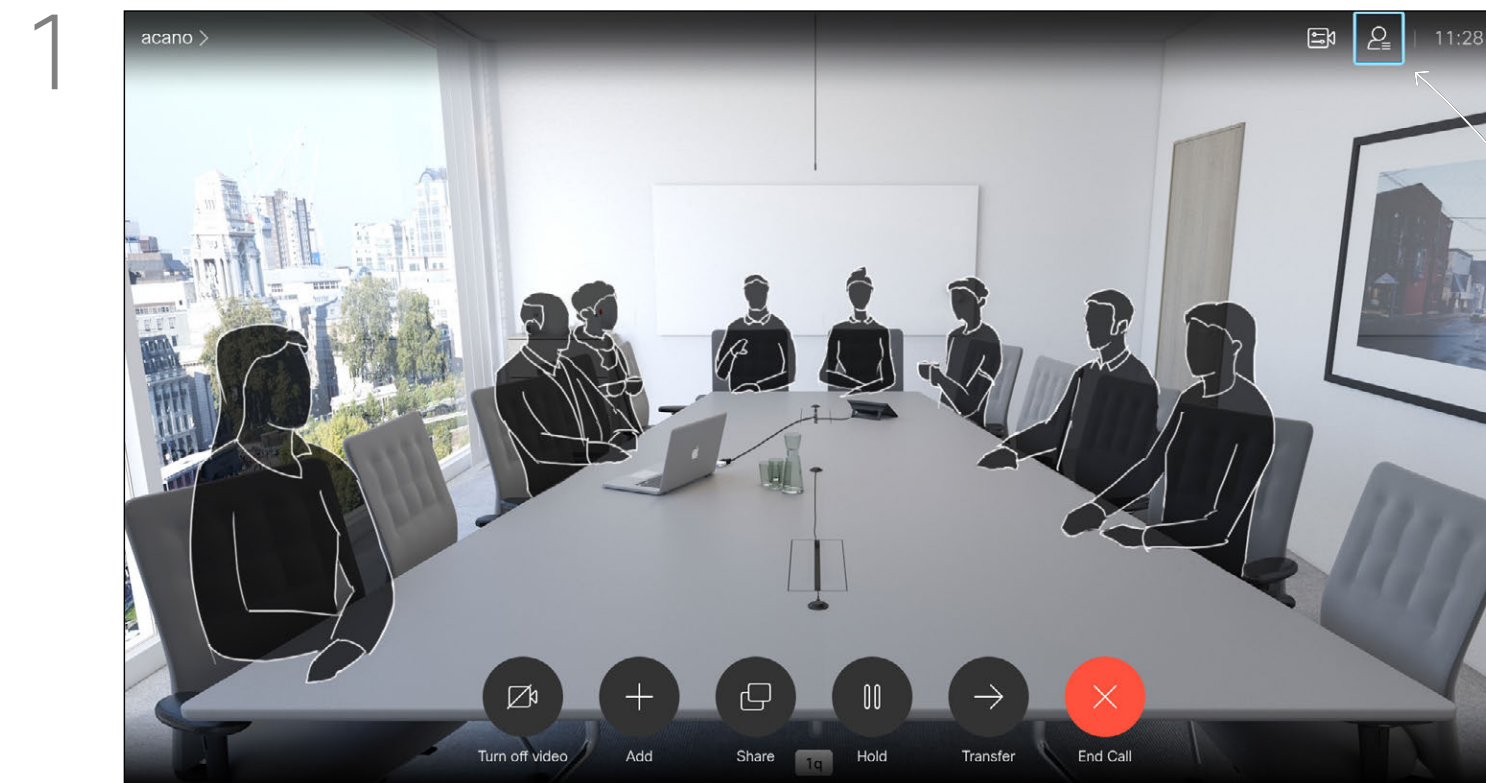 1
acano >
11:28
Turn off video
Add
Share
1q
Hold
Transfer
End Call